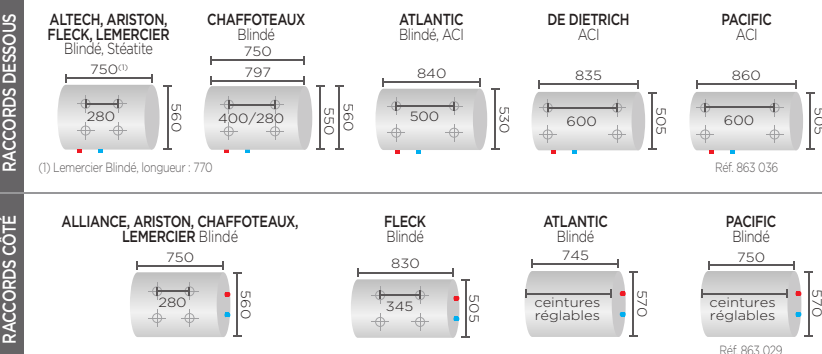 RACCORDS DESSOUS
ALTECH, ARISTON,
FLECK, LEMERCIER
Blindé, Stéatite
750(1)
280
560
CHAFFOTEAUX
Blindé
750
797
400/280
550
560
ATLANTIC
Blindé, ACI
840
500
530
DE DIETRICH
ACI
835
600
505
PACIFIC
ACI
860
600
505
(1) Lemercier Blindé, longueur : 770
Réf. 863 036
RACCORDS CÔTÉ
ALLIANCE, ARISTON, CHAFFOTEAUX,
LEMERCIER Blindé
750
280
560
FLECK
Blindé
830
345
505
ATLANTIC
Blindé
745
ceintures
réglables
570
PACIFIC
Blindé
750
ceintures
réglables
570
Réf. 863 029